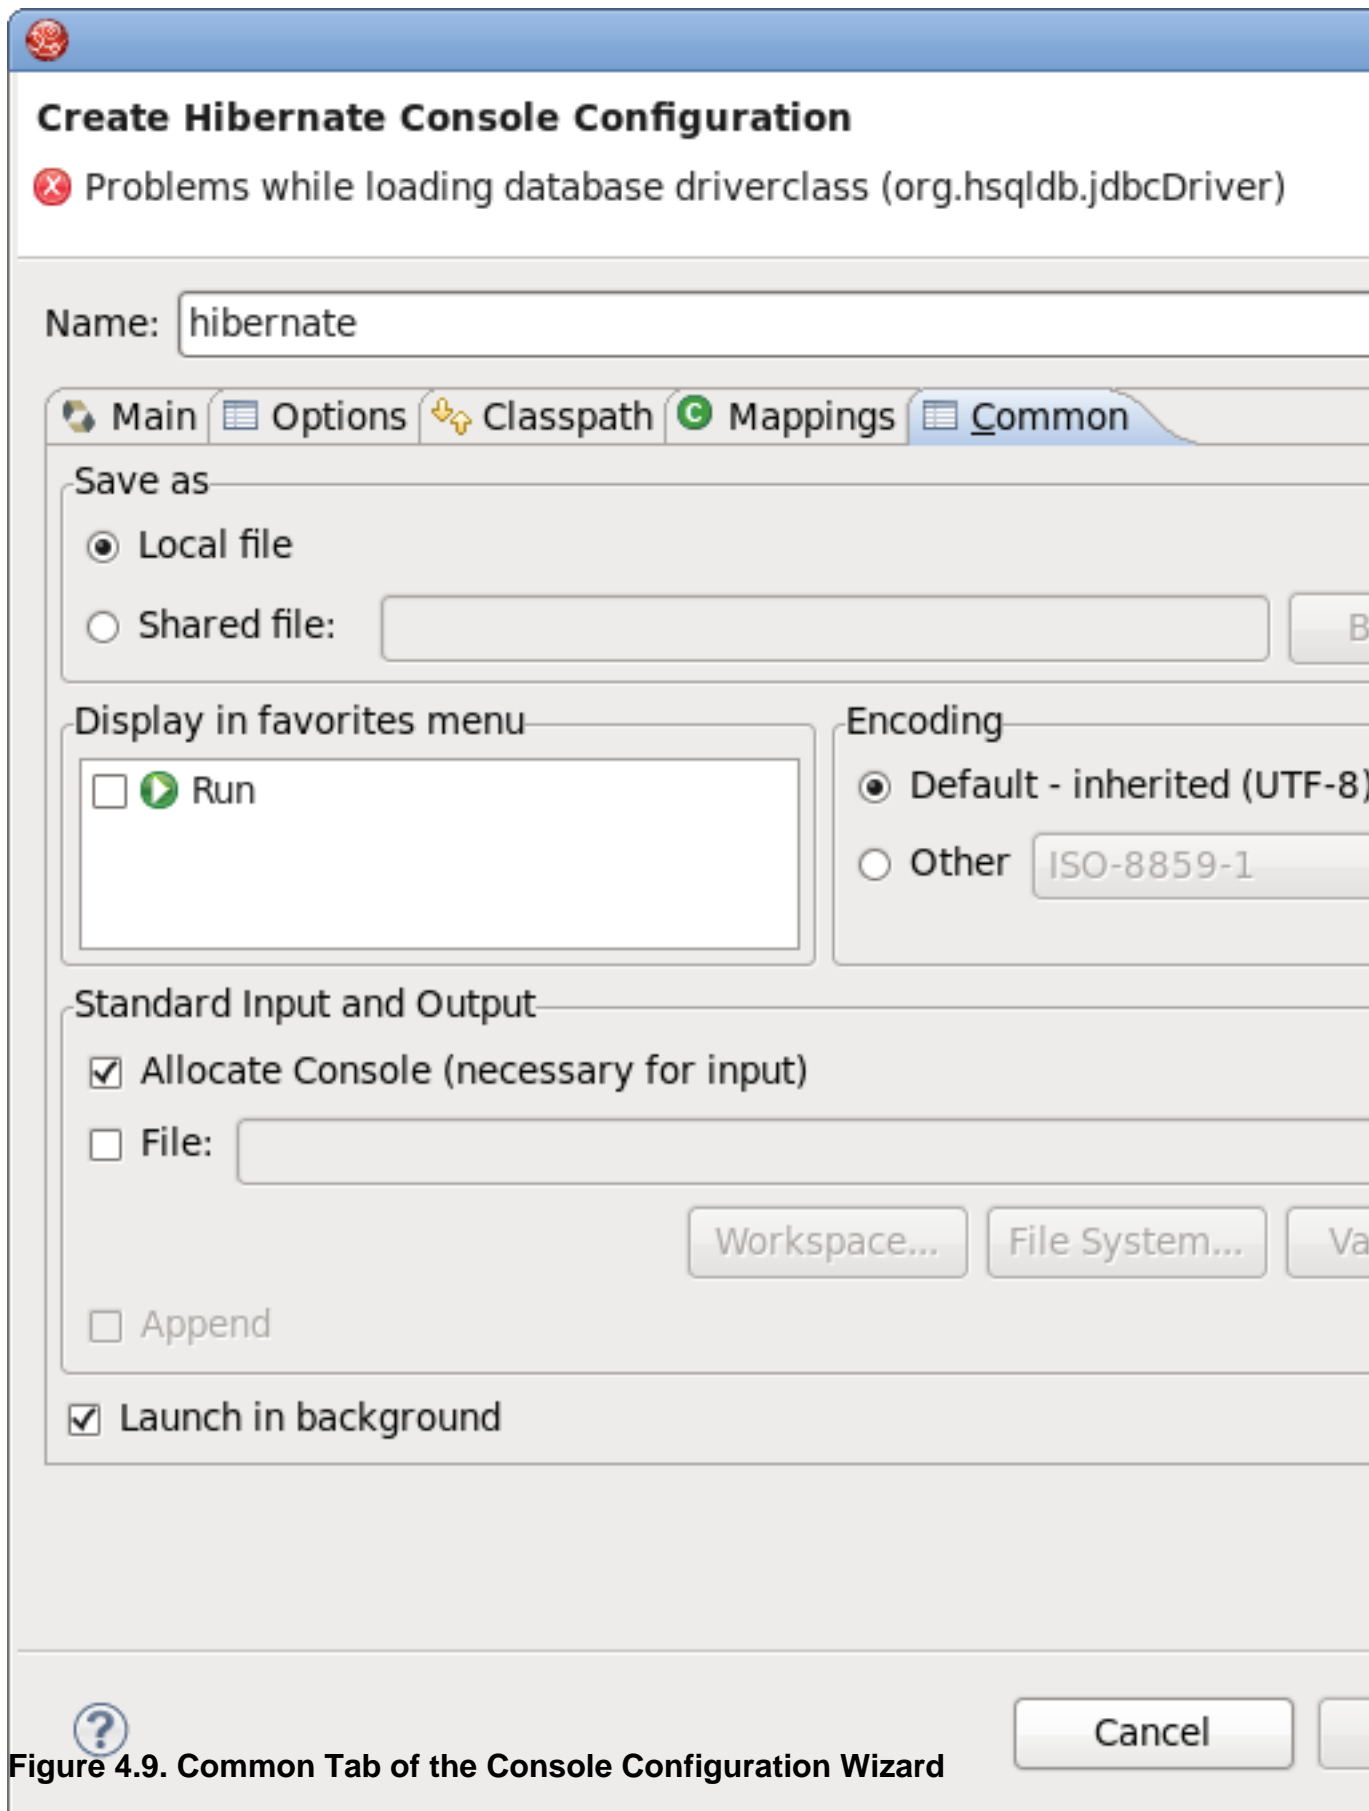 Create Hibernate Console Configuration
Problems while loading database driverclass (org.hsqldb.jdbcDriver)
Name: hibernate
Main Options Classpath Mappings Common
Save as
Local file
Shared file:
Display in favorites menu Encoding
Run Default - inherited (UTF-8)
Other ISO-8859-1
Standard Input and Output
Allocate Console (necessary for input)
File:
Workspace... File System...
Append
Launch in background
Cancel
Figure 4.9. Common Tab of the Console Configuration Wizard